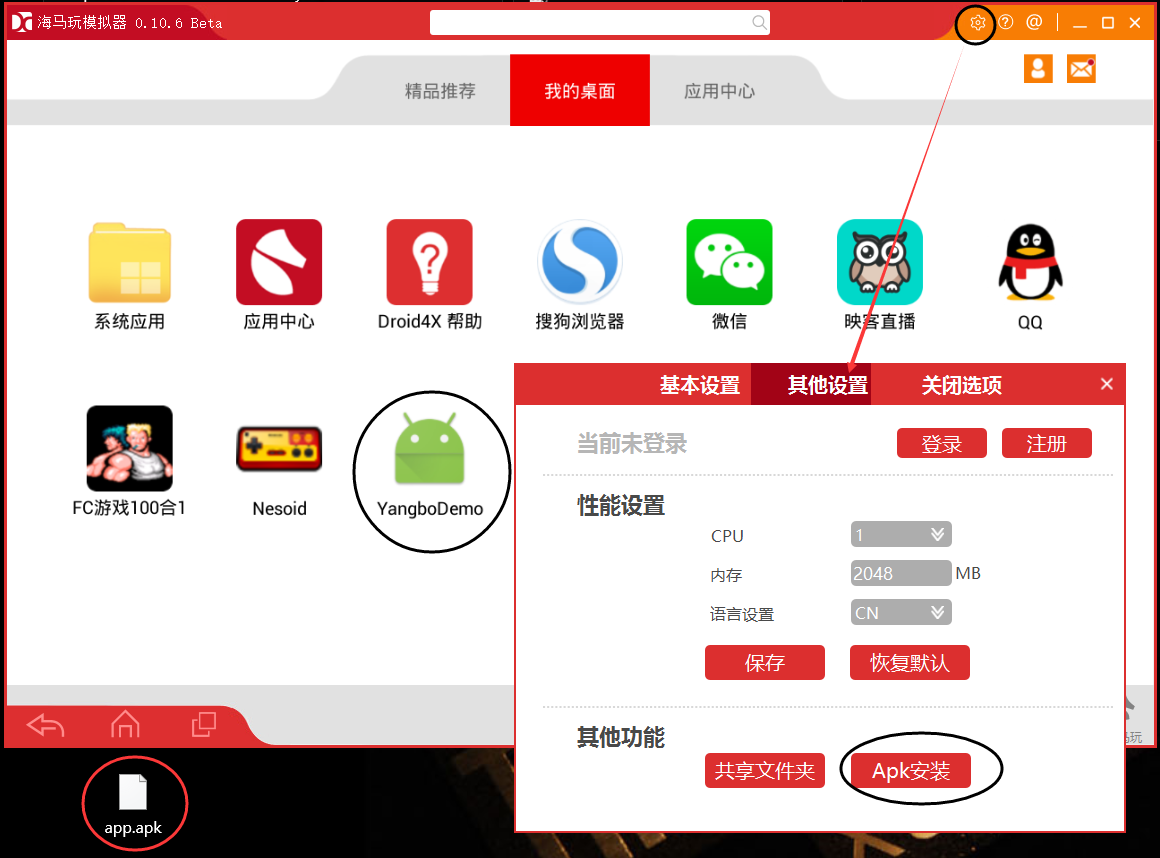 海马玩模拟器 0.10.6 Beta
精品推荐
我的桌面
应用中心
系统应用
应用中心
Droid4X 帮助
搜狗浏览器
微信
映客直播
QQ
FC游戏100合1
Nesoid
YangboDemo
基本设置
其他设置
关闭选项
当前未登录
登录
注册
性能设置
CPU
1
内存
2048
MB
语言设置
CN
保存
恢复默认
其他功能
共享文件夹
Apk安装
玩
app.apk